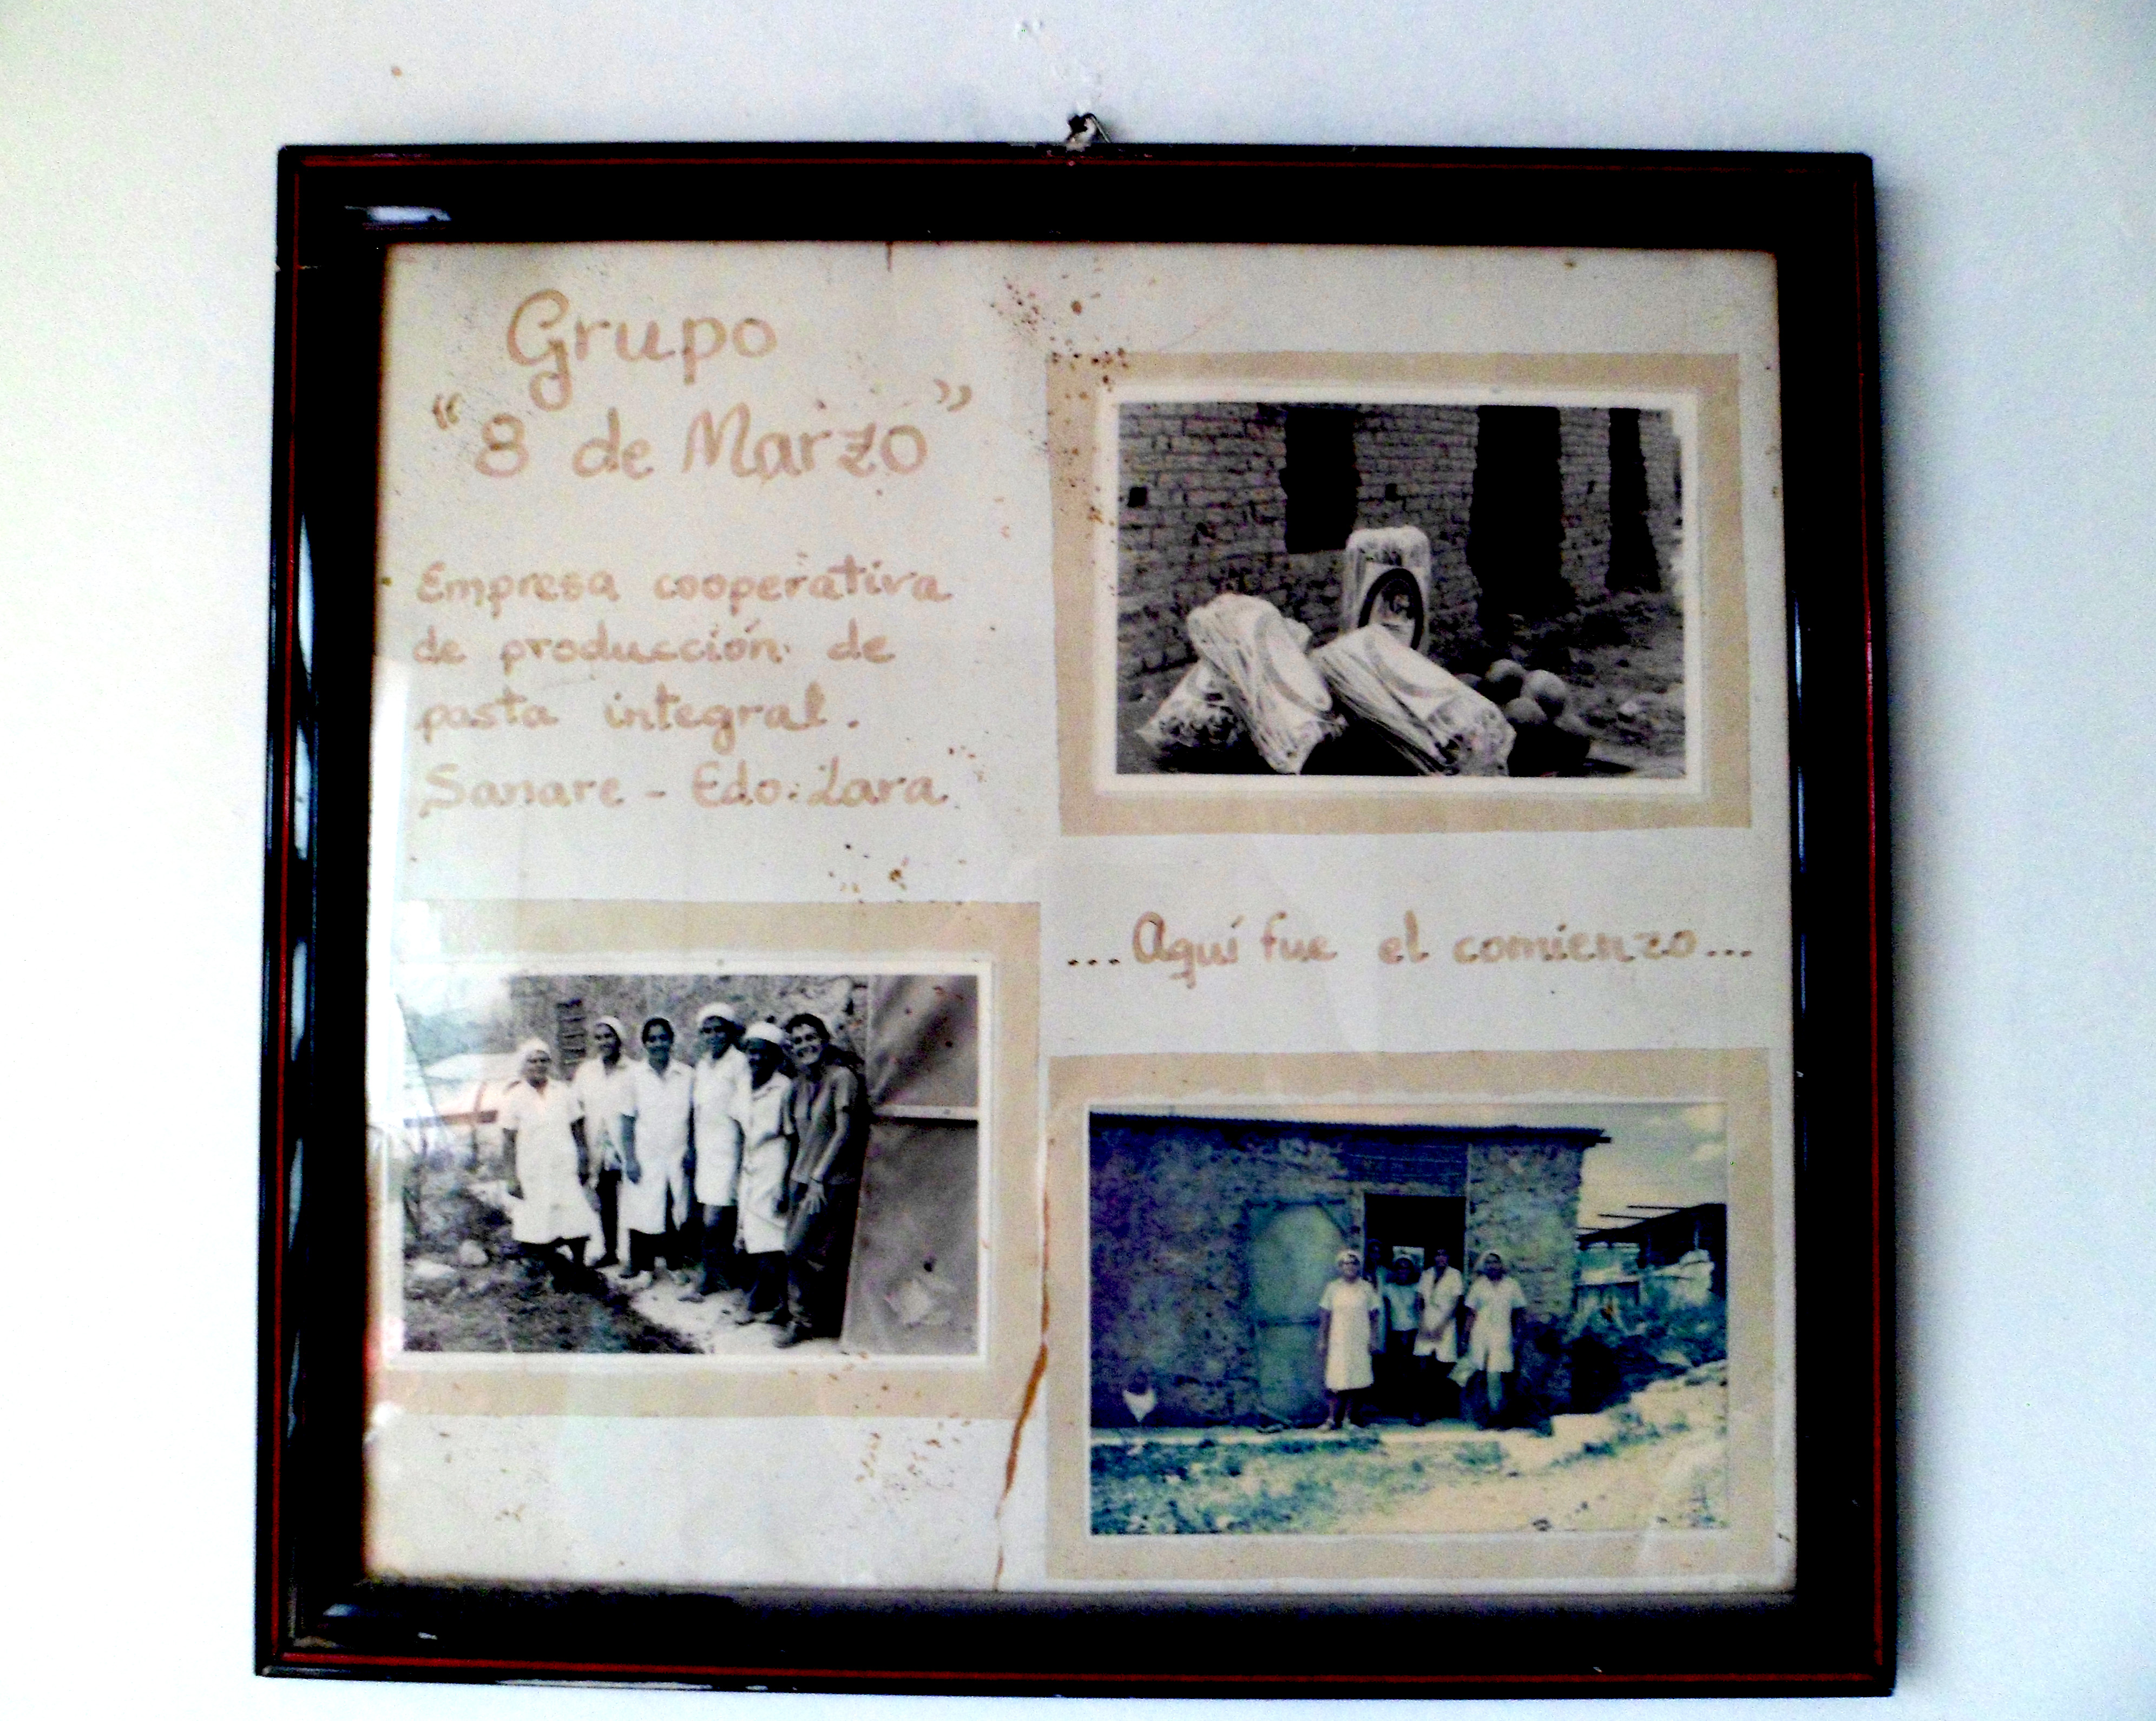 Grupo
"8 de Marzo"
Empresa cooperativa
de producción de
pasta integral.
Sanare - Edo. Lara
...Aquí fue el comienzo...